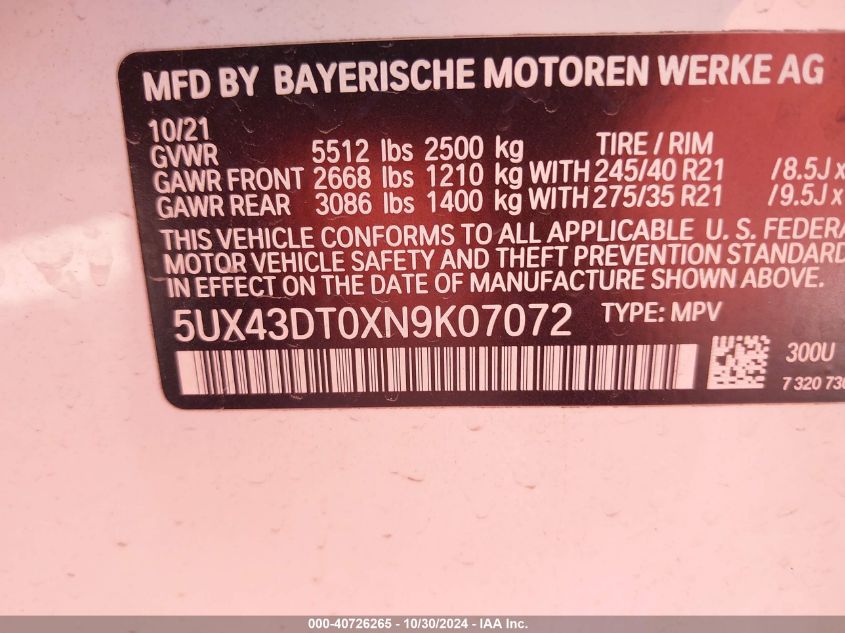 MFD BY BAYERISCHE MOTOREN WERKE AG
10/21
GVWR 5512 lbs 2500 kg TIRE / RIM
GAWR FRONT 2668 lbs 1210 kg WITH 245/40 R21 /8.5J x
GAWR REAR 3086 lbs 1400 kg WITH 275/35 R21 /9.5J x
THIS VEHICLE CONFORMS TO ALL APPLICABLE U. S. FEDERA
MOTOR VEHICLE SAFETY AND THEFT PREVENTION STANDARD
IN EFFECT ON THE DATE OF MANUFACTURE SHOWN ABOVE.
5UX43DT0XN9K07072 TYPE: MPV
300U
7 320 730
000-40726265 - 10/30/2024 - IAA Inc.